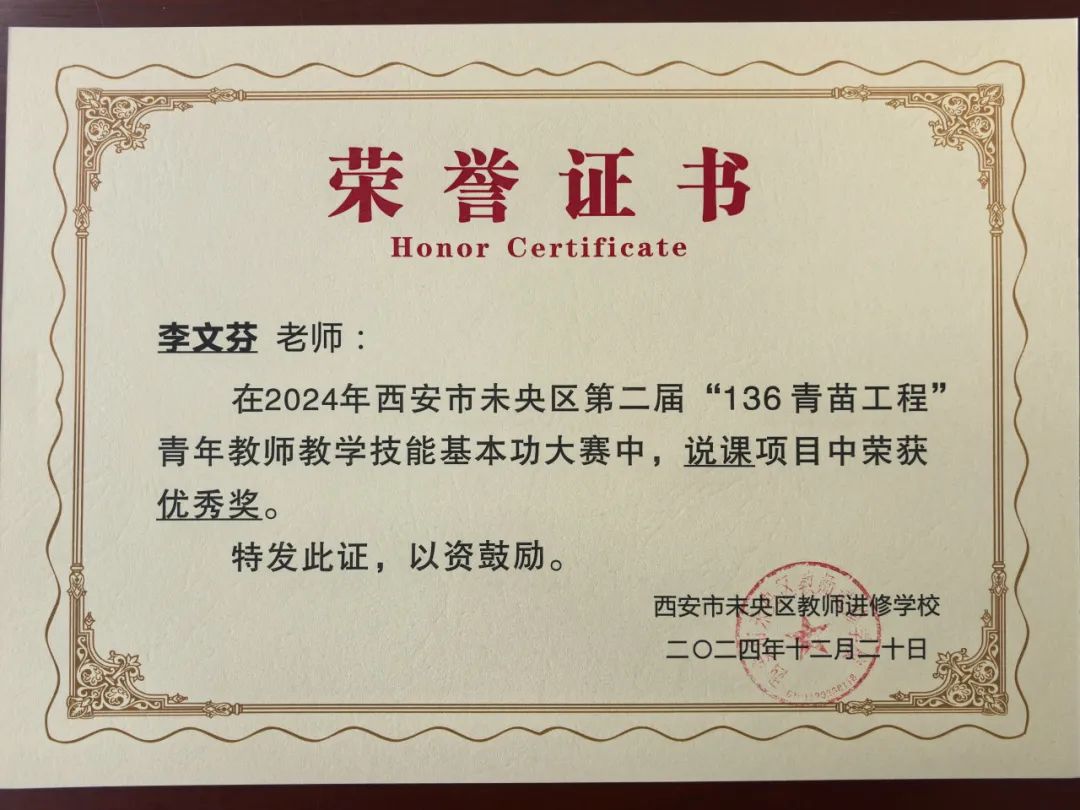 荣誉证书
Honor Certificate
李文芬 老师：
在2024年西安市未央区第二届“136青苗工程”
青年教师教学技能基本功大赛中，说课项目中荣获
优秀奖。
特发此证，以资鼓励。
西安市未央区教师进修学校
二〇二四年十二月二十日